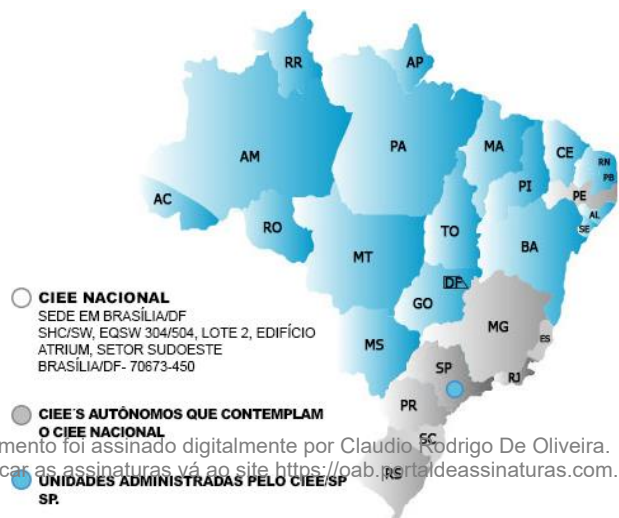 RR
AP
AM
PA
MA
CE
RN
PB
PI
PE
AL
SE
AC
RO
TO
BA
MT
DF
GO
MG
ES
MS
SP
RJ
PR
SC
RS
CIEE NACIONAL
SEDE EM BRASÍLIA/DF
SHC/SW, EQSW 304/504, LOTE 2, EDIFÍCIO
ATRIUM, SETOR SUDOESTE
BRASÍLIA/DF- 70673-450
CIEE´S AUTÔNOMOS QUE CONTEMPLAM
O CIEE NACIONAL
mento foi assinado digitalmente por Claudio Rodrigo De Oliveira.
car as assinaturas vá ao site https://oab.portaldeassinaturas.com.
UNIDADES ADMINISTRADAS PELO CIEE/SP
SP.